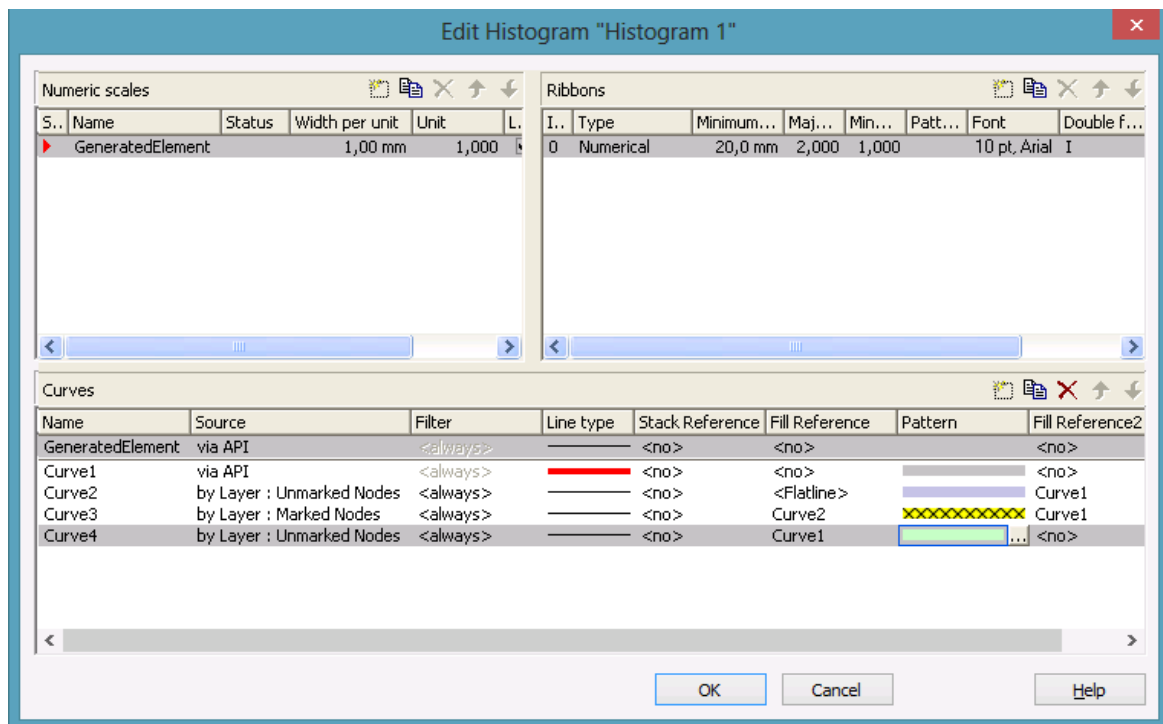 Edit Histogram "Histogram 1"
Numeric scales
S.. Name Status Width per unit Unit L.
GeneratedElement 1,00 mm 1,000
Ribbons
I.. Type Minimum... Maj... Min... Patt... Font Double f...
0 Numerical 20,0 mm 2,000 1,000 10 pt, Arial I
Curves
Name Source Filter Line type Stack Reference Fill Reference Pattern Fill Reference2
GeneratedElement via API <always> <no> <no> <no>
Curve1 via API <always> <no> <no> <no>
Curve2 by Layer : Unmarked Nodes <always> <no> <Flatline> Curve1
Curve3 by Layer : Marked Nodes <always> <no> Curve2 Curve1
Curve4 by Layer : Unmarked Nodes <always> <no> Curve1 ... <no>
OK Cancel Help